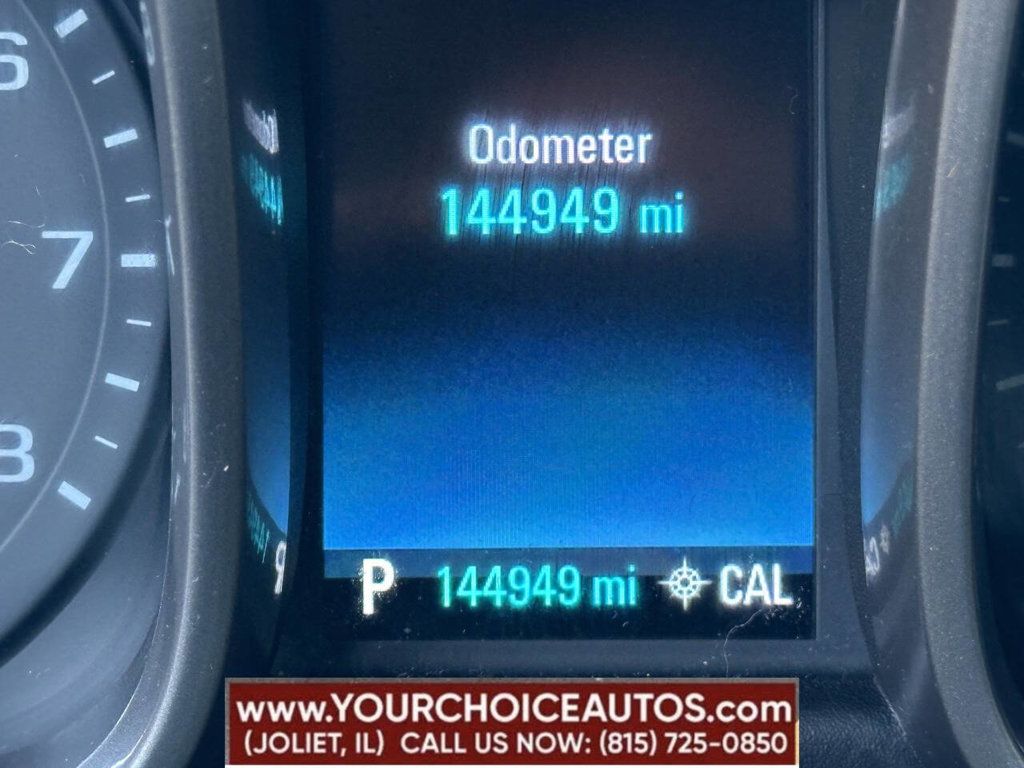 6
7
8
Odometer
144949 mi
P 144949 mi CAL
www.YOURCHOICEAUTOS.com
(JOLIET, IL) CALL US NOW: (815) 725-0850